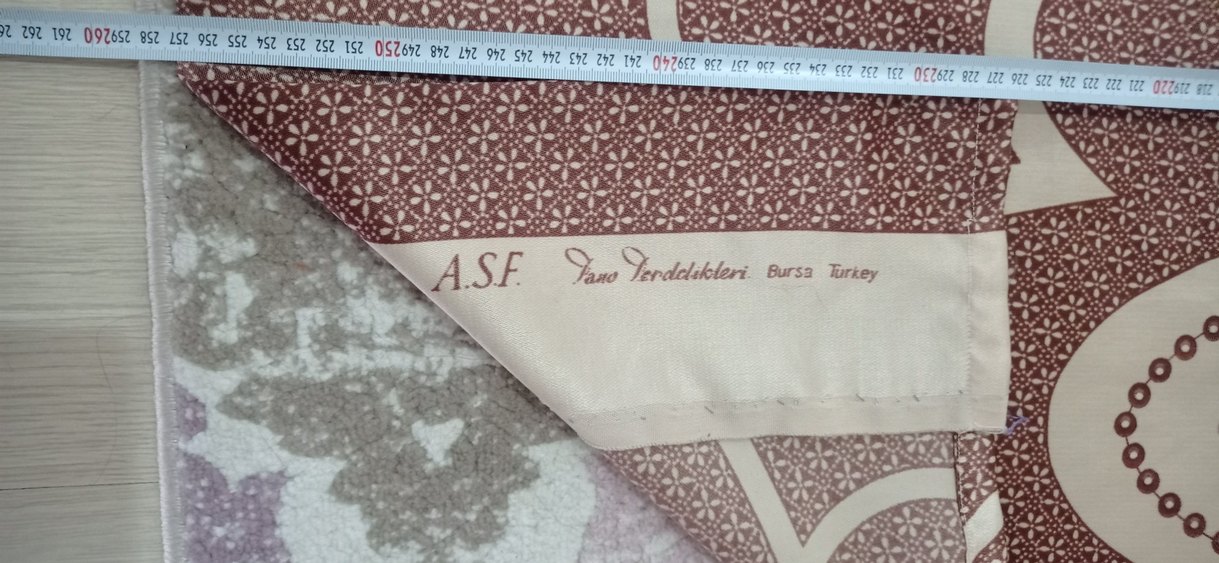 218 219 220 221 222 223 224 225 226 227 228 229 230 231 232 233 234 235 236 237 238 239 240 241 242 243 244 245 246 247 248 249 250 251 252 253 254 255 256 257 258 259 260 261 262
A.S.F. Pano Perdelikleri Bursa Turkey